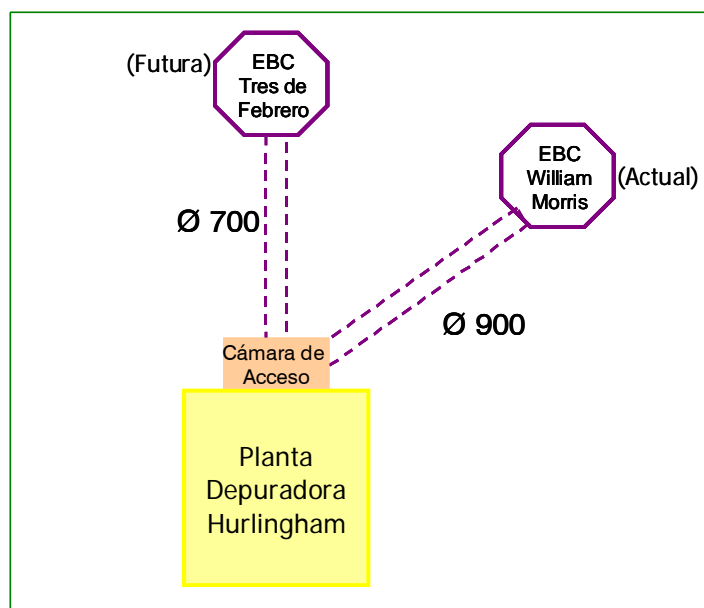 (Futura)
EBC
Tres de
Febrero
EBC
William
Morris
(Actual)
Ø 700
Ø 900
Cámara de
Acceso
Planta
Depuradora
Hurlingham